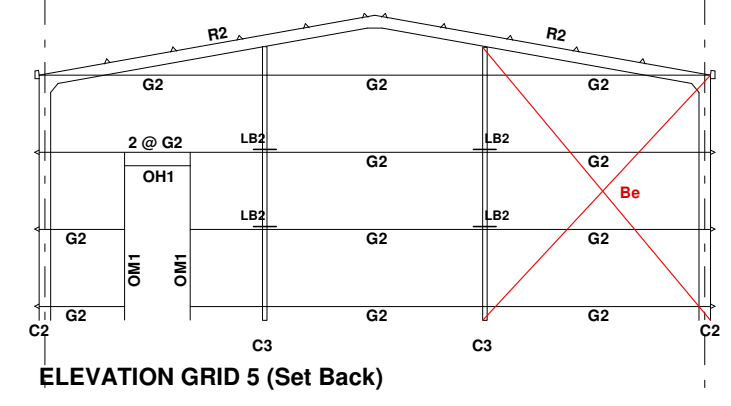 R2 R2
G2 G2 G2
2 @ G2 LB2 LB2
G2 G2
OH1
Be
LB2 LB2
G2 G2 G2
OM1 OM1
G2 G2 G2
C2 C2
C3 C3
ELEVATION GRID 5 (Set Back)